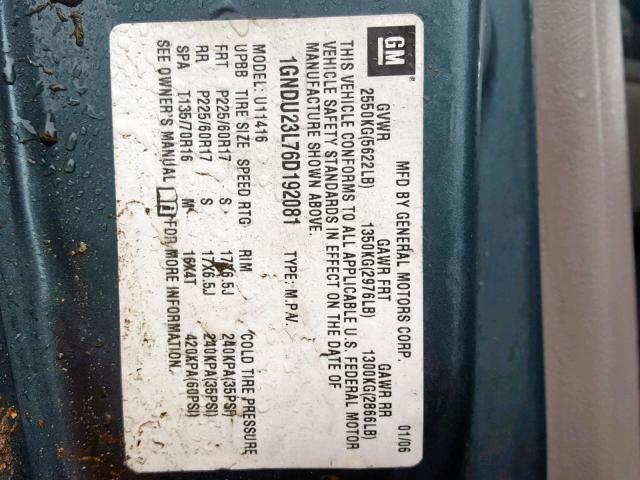 GM ®
MFD BY GENERAL MOTORS CORP. 01/06
GVWR GAWR FRT GAWR RR
2550KG(5622LB) 1350KG(2976LB) 1300KG(2866LB)
THIS VEHICLE CONFORMS TO ALL APPLICABLE U.S. FEDERAL MOTOR
VEHICLE SAFETY STANDARDS IN EFFECT ON THE DATE OF
MANUFACTURE SHOWN ABOVE.
1GNDU23L76D192081 TYPE: M.P.V.
MODEL: U11416
UPBB TIRE SIZE SPEED RTG RIM COLD TIRE PRESSURE
FRT P225/60R17 S 17X6.5J 240KPA(35PSI)
RR P225/60R17 S 17X6.5J 240KPA(35PSI)
SPA T135/70R16 M 16X4T 420KPA(60PSI)
SEE OWNER'S MANUAL FOR MORE INFORMATION.